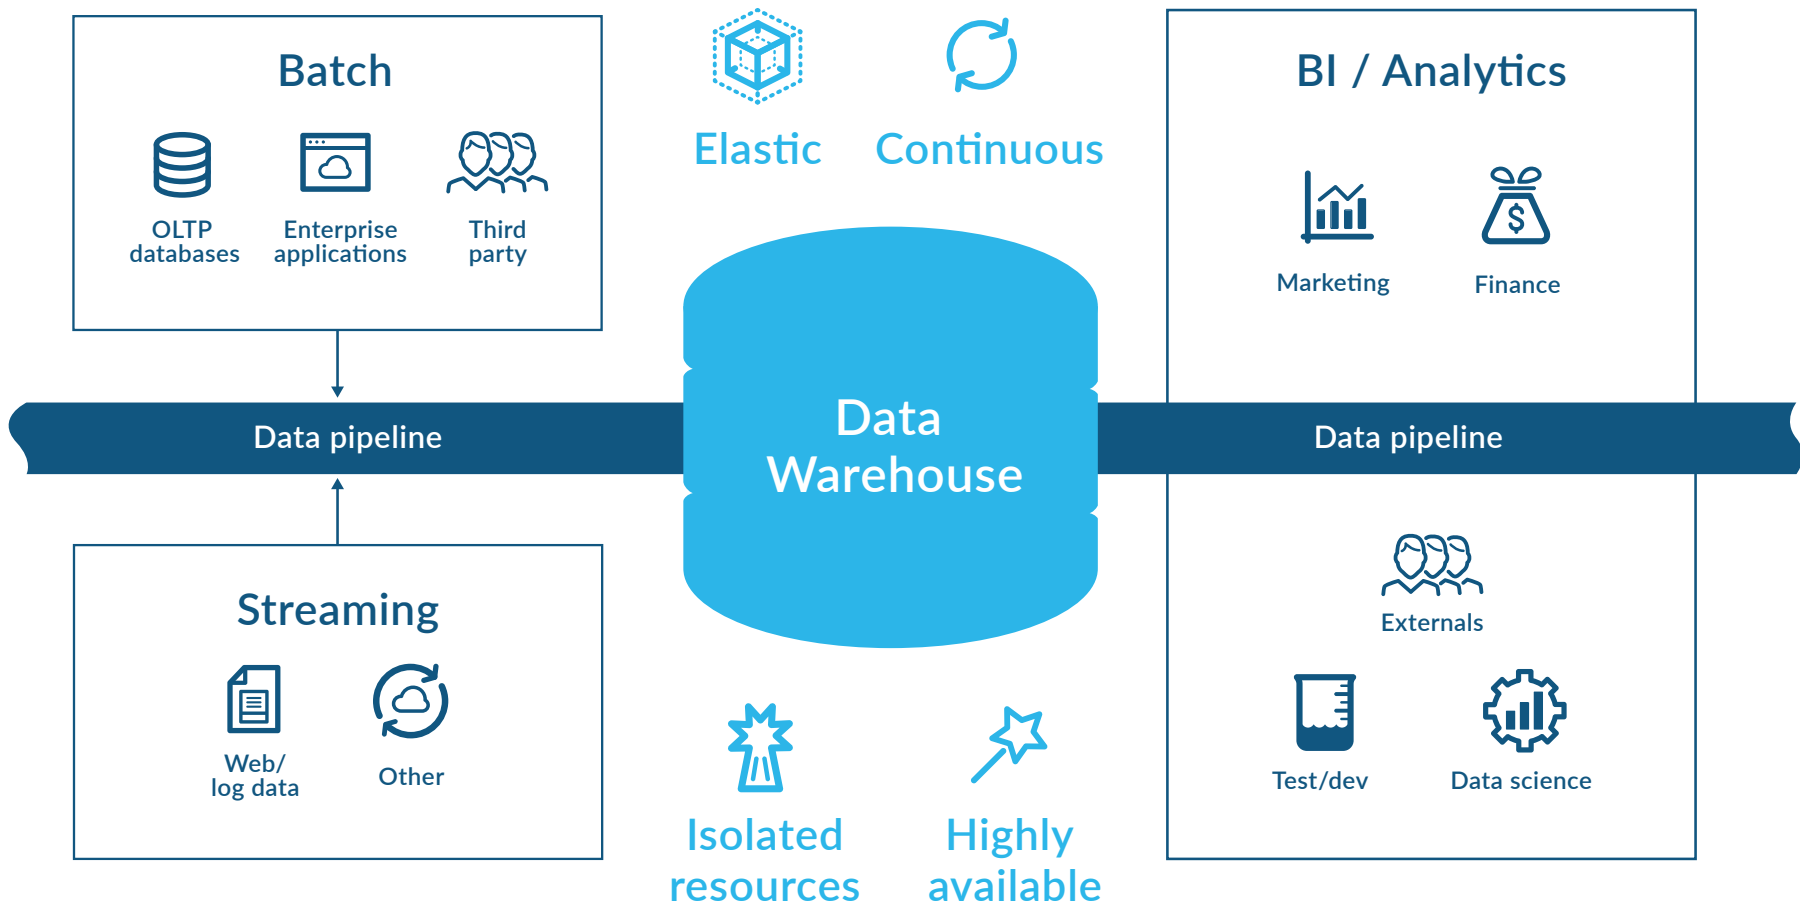 Batch
OLTP
databases
Enterprise
applications
Third
party
Elastic
Continuous
BI / Analytics
Marketing
Finance
Data pipeline
Data
Warehouse
Data pipeline
Streaming
Web/
log data
Other
Isolated
resources
Highly
available
Externals
Test/dev
Data science
$